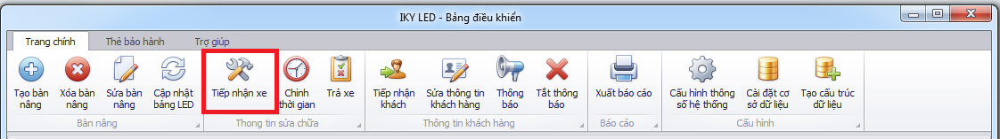 IKY LED - Bảng điều khiển
Trang chính Thẻ bảo hành Trợ giúp
Tạo bàn nâng
Xóa bàn nâng
Sửa bàn nâng
Cập nhật bảng LED
Tiếp nhận xe
Chỉnh thời gian
Trả xe
Tiếp nhận khách
Sửa thông tin khách hàng
Thông báo
Tắt thông báo
Xuất báo cáo
Cấu hình thông số hệ thống
Cài đặt cơ sở dữ liệu
Tạo cấu trúc dữ liệu
Bàn nâng Thong tin sửa chữa Thông tin khách hàng Báo cáo Cấu hình